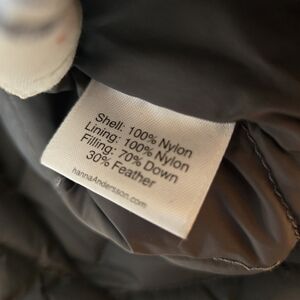 Shell: 100% Nylon
Lining: 100% Nylon
Filling: 70% Down
30% Feather
hannaAndersson.com